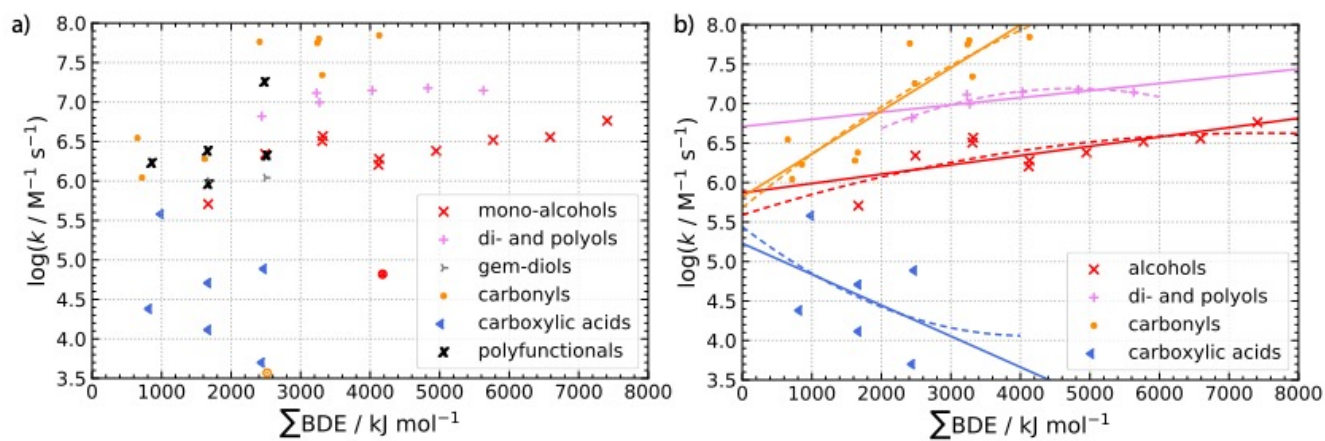 a)
8.0
7.5
7.0
6.5
6.0
5.5
5.0
4.5
4.0
3.5
log(k / M⁻¹ s⁻¹)
mono-alcohols
di- and polyols
gem-diols
carbonyls
carboxylic acids
polyfunctionals
0 1000 2000 3000 4000 5000 6000 7000 8000
∑BDE / kJ mol⁻¹
b)
8.0
7.5
7.0
6.5
6.0
5.5
5.0
4.5
4.0
3.5
log(k / M⁻¹ s⁻¹)
alcohols
di- and polyols
carbonyls
carboxylic acids
0 1000 2000 3000 4000 5000 6000 7000 8000
∑BDE / kJ mol⁻¹